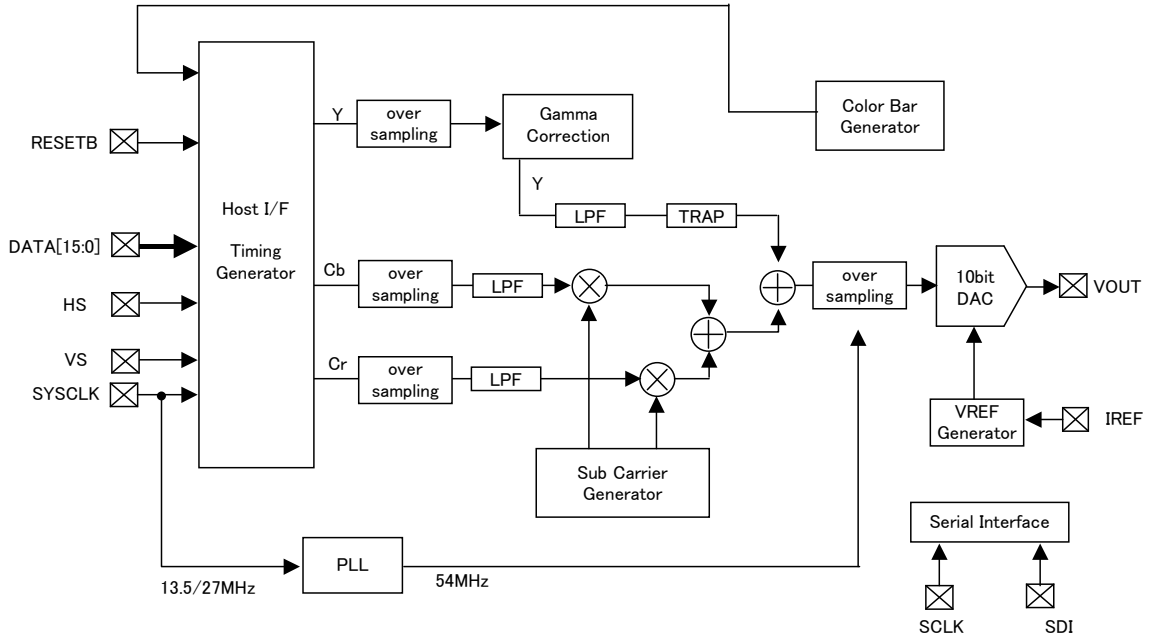 RESETB
DATA[15:0]
HS
VS
SYSCLK
Host I/F
Timing
Generator
Y
over
sampling
Gamma
Correction
Color Bar
Generator
Y
LPF
TRAP
Cb
over
sampling
LPF
over
sampling
10bit
DAC
VOUT
Cr
over
sampling
LPF
VREF
Generator
IREF
Sub Carrier
Generator
Serial Interface
PLL
13.5/27MHz
54MHz
SCLK
SDI